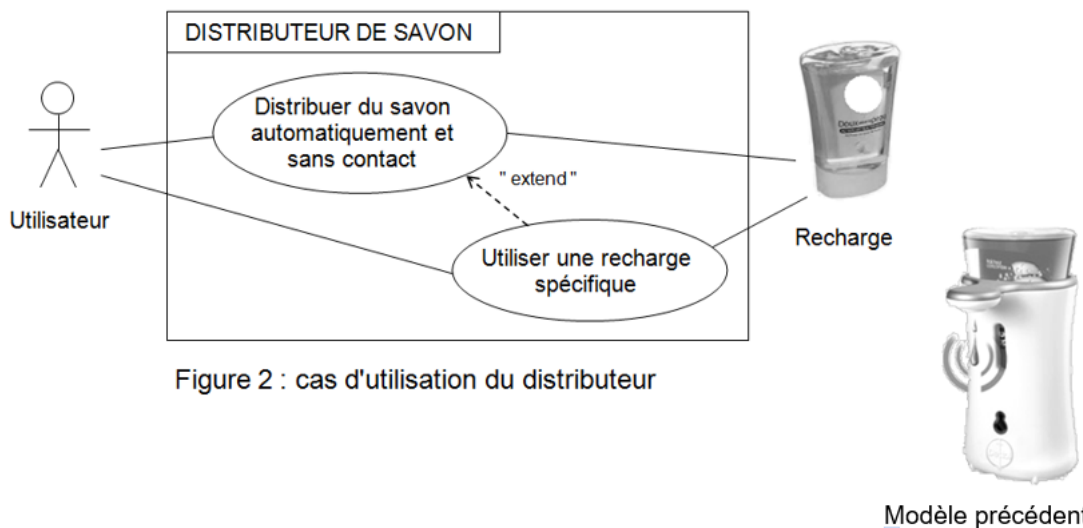 DISTRIBUTEUR DE SAVON
Distribuer du savon
automatiquement et
sans contact
" extend "
Utilisateur
Utiliser une recharge
spécifique
Recharge
Figure 2 : cas d'utilisation du distributeur
Modèle précédent